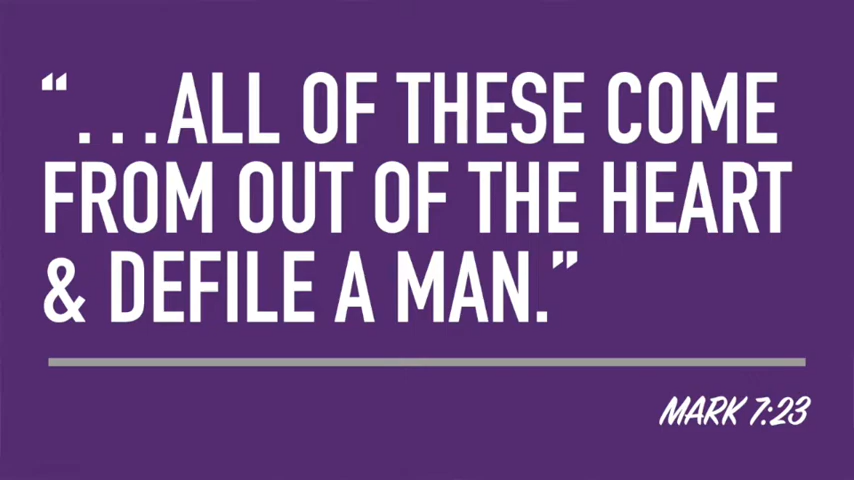 “...ALL OF THESE COME
FROM OUT OF THE HEART
& DEFILE A MAN.”
MARK 7:23